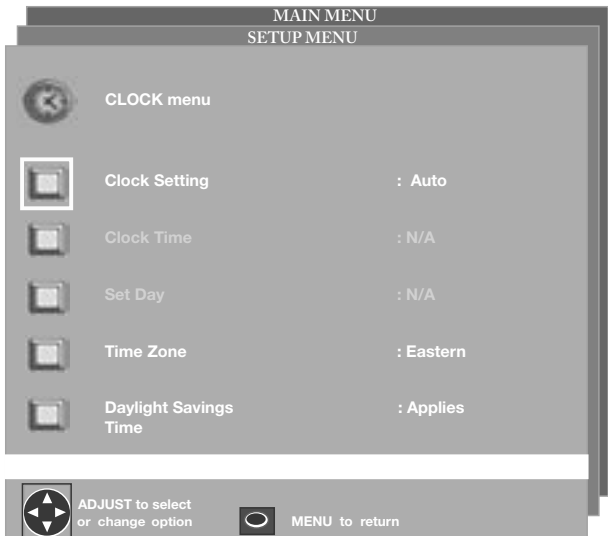 MAIN MENU
SETUP MENU
CLOCK menu
Clock Setting : Auto
Clock Time : N/A
Set Day : N/A
Time Zone : Eastern
Daylight Savings : Applies
Time
ADJUST to select
or change option
MENU to return